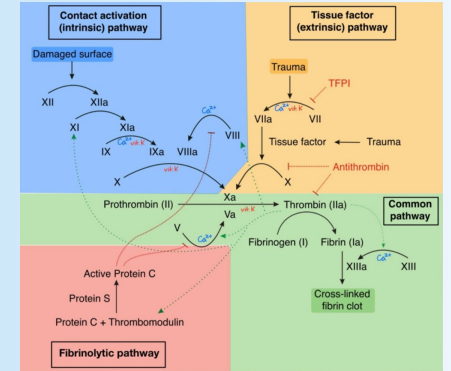 Contact activation
(intrinsic) pathway
Tissue factor
(extrinsic) pathway
Damaged surface
Trauma
TFPI
XII
XIIa
Ca2+
vit K
VIIa
VII
XI
XIa
Ca2+
VIII
Ca2+ vit K
IX
IXa
VIIIa
Tissue factor
Trauma
Antithrombin
X
vit K
X
Xa
Prothrombin (II)
vit K
Thrombin (IIa)
Common
pathway
Va
V
Ca2+
Fibrinogen (I)
Fibrin (Ia)
XIIIa
Ca2+
XIII
Active Protein C
Protein S
Cross-linked
fibrin clot
Protein C + Thrombomodulin
Fibrinolytic pathway